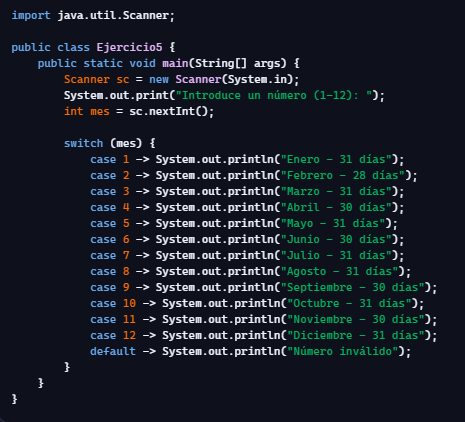 import java.util.Scanner;

public class Ejercicio5 {
    public static void main(String[] args) {
        Scanner sc = new Scanner(System.in);
        System.out.print("Introduce un número (1-12): ");
        int mes = sc.nextInt();

        switch (mes) {
            case 1 -> System.out.println("Enero - 31 días");
            case 2 -> System.out.println("Febrero - 28 días");
            case 3 -> System.out.println("Marzo - 31 días");
            case 4 -> System.out.println("Abril - 30 días");
            case 5 -> System.out.println("Mayo - 31 días");
            case 6 -> System.out.println("Junio - 30 días");
            case 7 -> System.out.println("Julio - 31 días");
            case 8 -> System.out.println("Agosto - 31 días");
            case 9 -> System.out.println("Septiembre - 30 días");
            case 10 -> System.out.println("Octubre - 31 días");
            case 11 -> System.out.println("Noviembre - 30 días");
            case 12 -> System.out.println("Diciembre - 31 días");
            default -> System.out.println("Número inválido");
        }
    }
}